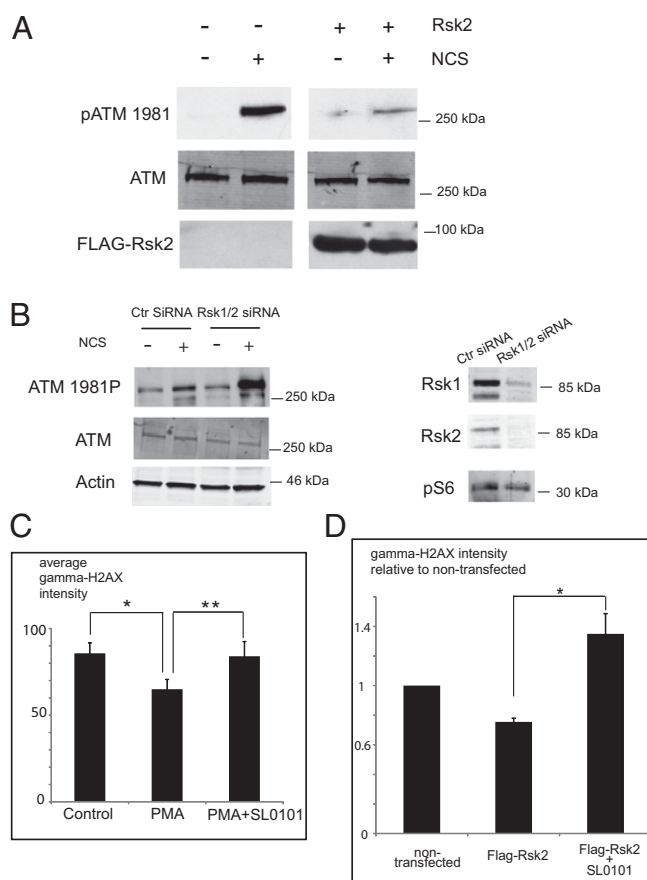 A
- - + + Rsk2
- + - + NCS
pATM 1981
250 kDa
ATM
250 kDa
FLAG-Rsk2
100 kDa
B
Ctr SiRNA Rsk1/2 siRNA
NCS - + - +
ATM 1981P
250 kDa
ATM
250 kDa
Actin
46 kDa
Ctr siRNA Rsk1/2 siRNA
Rsk1
85 kDa
Rsk2
85 kDa
pS6
30 kDa
C
average
gamma-H2AX
intensity
* **
100
50
0
Control PMA PMA+SL0101
D
gamma-H2AX intensity
relative to non-transfected
*
1.4
1
0.6
0
non-
transfected
Flag-Rsk2
Flag-Rsk2
+
SL0101